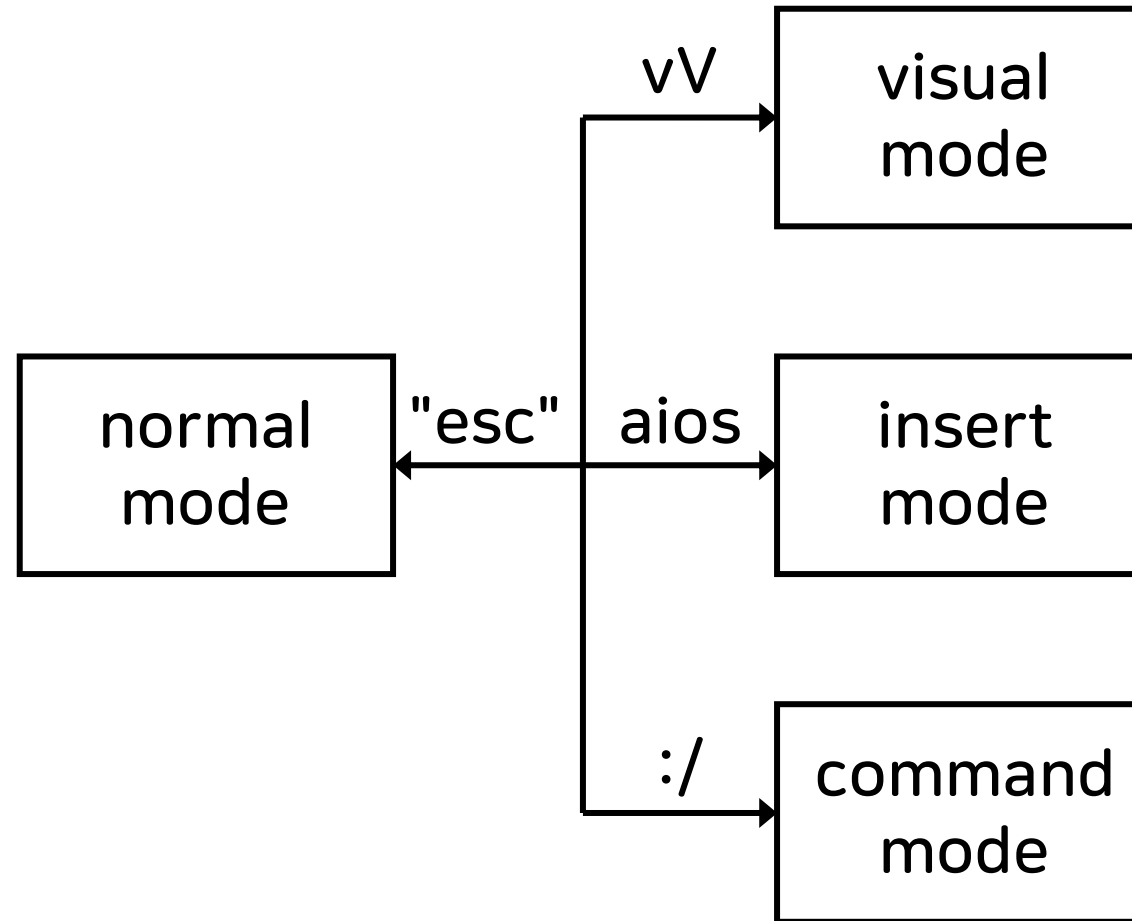 vV
visual
mode
normal
mode
"esc"
aios
insert
mode
:/
command
mode